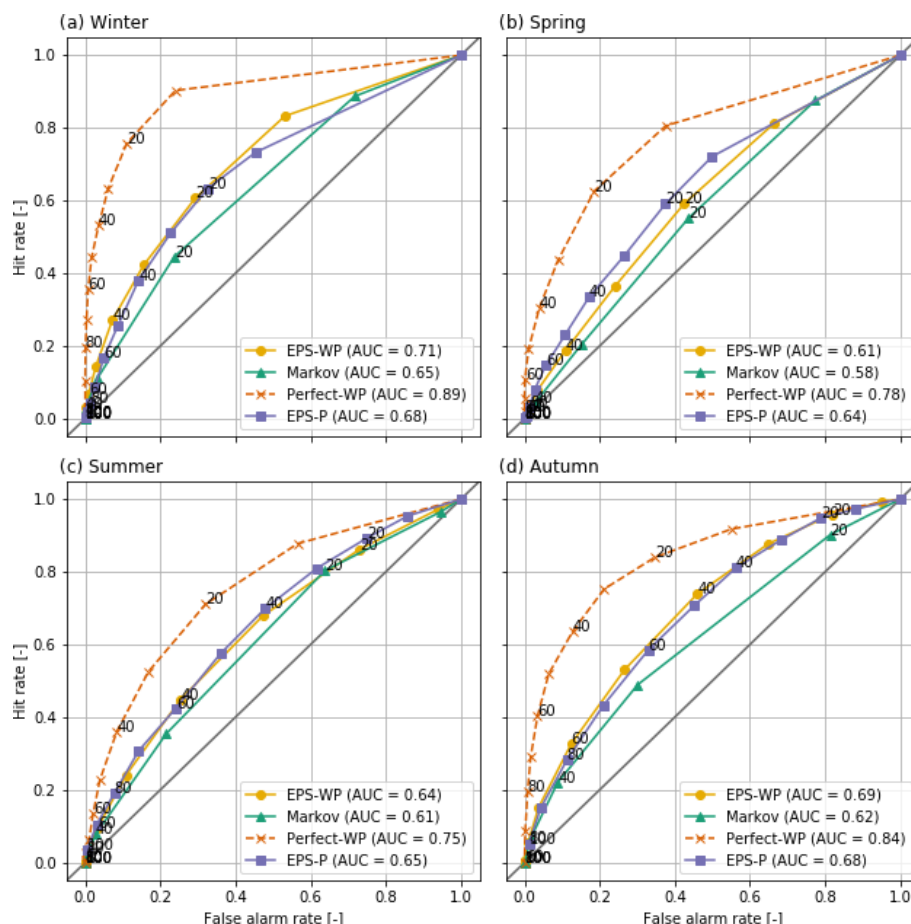 (a) Winter
(b) Spring
1.0
0.8
0.6
0.4
0.2
0.0
Hit rate [-]
20
40
60
80
20
20
20
40
40
60
EPS-WP (AUC = 0.71)
Markov (AUC = 0.65)
Perfect-WP (AUC = 0.89)
EPS-P (AUC = 0.68)
20
40
60
20
20
20
40
40
60
EPS-WP (AUC = 0.61)
Markov (AUC = 0.58)
Perfect-WP (AUC = 0.78)
EPS-P (AUC = 0.64)
(c) Summer
(d) Autumn
1.0
0.8
0.6
0.4
0.2
0.0
Hit rate [-]
20
40
60
20
20
20
40
40
60
80
40
EPS-WP (AUC = 0.64)
Markov (AUC = 0.61)
Perfect-WP (AUC = 0.75)
EPS-P (AUC = 0.65)
0.0 0.2 0.4 0.6 0.8 1.0
False alarm rate [-]
20
40
60
80
20
20
20
40
40
60
60
80
40
EPS-WP (AUC = 0.69)
Markov (AUC = 0.62)
Perfect-WP (AUC = 0.84)
EPS-P (AUC = 0.68)
0.0 0.2 0.4 0.6 0.8 1.0
False alarm rate [-]